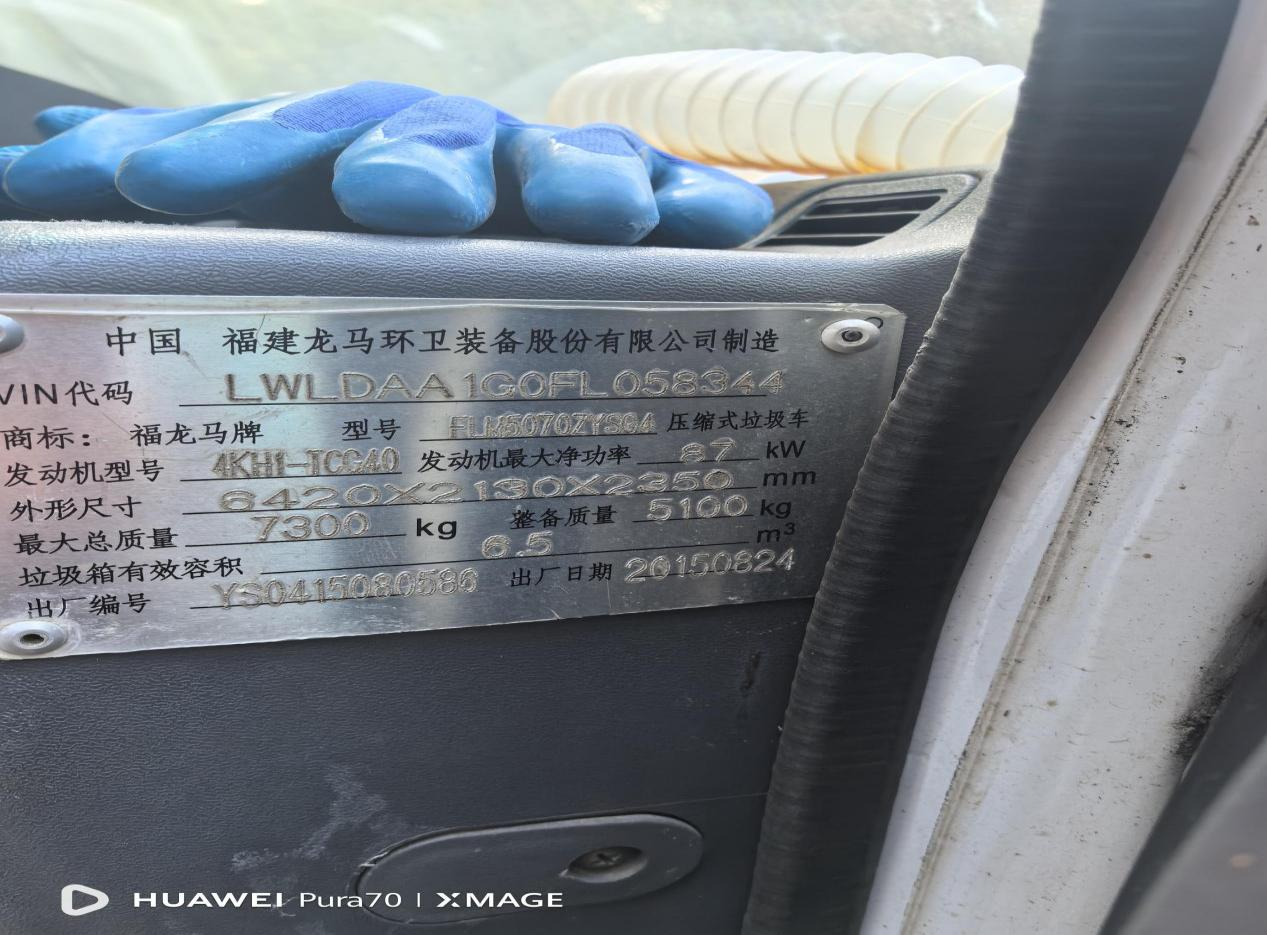 中国 福建龙马环卫装备股份有限公司制造
VIN代码 LWLDAA1G0FL058344
商标： 福龙马牌 型号 FLM5070ZYSG4 压缩式垃圾车
发动机型号 4KH1-TCG40 发动机最大净功率 87 kW
外形尺寸 6420X2130X2350 mm
最大总质量 7300 kg 整备质量 5100 kg
垃圾箱有效容积 6.5 m³
出厂编号 YS0415080586 出厂日期 20150824
HUAWEI Pura70 | XMAGE